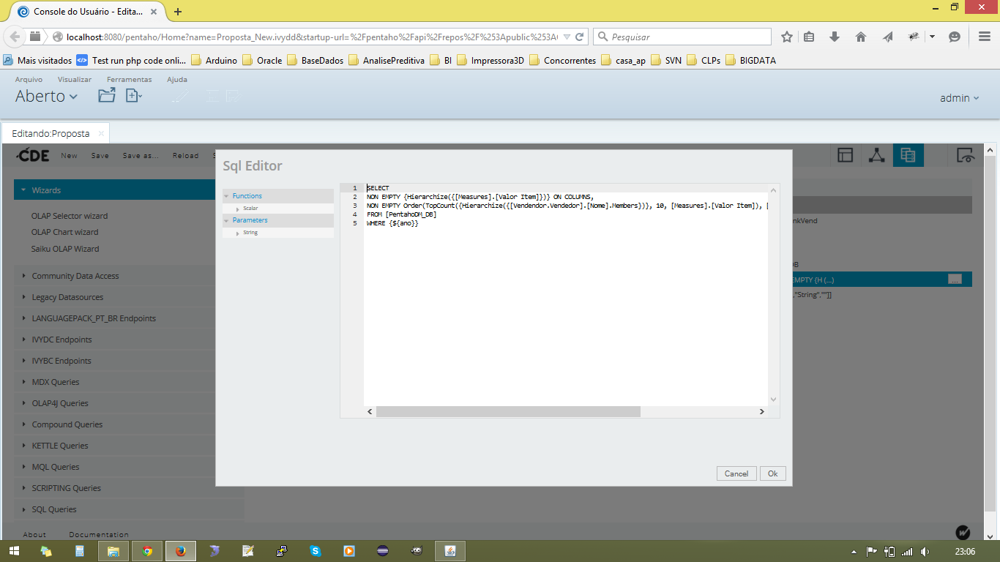 Console do Usuário - Edita...
localhost:8080/pentaho/Home?name=Proposta_New.ivydd&startup-url=%2Fpentaho%2Fapi%2Frepos%2F%253Apublic%253A
Pesquisar
Mais visitados
Test run php code onli...
Arduino
Oracle
BaseDados
AnalisePreditiva
BI
Impressora3D
Concorrentes
casa_ap
SVN
CLPs
BIGDATA
Arquivo Visualizar Ferramentas Ajuda
Aberto
admin
Editando:Proposta
CDE New Save Save as... Reload
Wizards
OLAP Selector wizard
OLAP Chart wizard
Saiku OLAP Wizard
Community Data Access
Legacy Datasources
LANGUAGEPACK_PT_BR Endpoints
IVYDC Endpoints
IVYBC Endpoints
MDX Queries
OLAP4J Queries
Compound Queries
KETTLE Queries
MQL Queries
SCRIPTING Queries
SQL Queries
About Documentation
Sql Editor
Functions
Scalar
Parameters
String
1 SELECT
2 NON EMPTY {Hierarchize({[Measures].[Valor Item]})} ON COLUMNS,
3 NON EMPTY Order(TopCount({Hierarchize({[Vendendor.Vendedor].[Nome].Members})}, 10, [Measures].[Valor Item]), [
4 FROM [PentahoDM_DB]
5 WHERE {${ano}}
Cancel Ok
nkVend
DB
EMPTY {H (...)
...
,"String",""]]
23:06